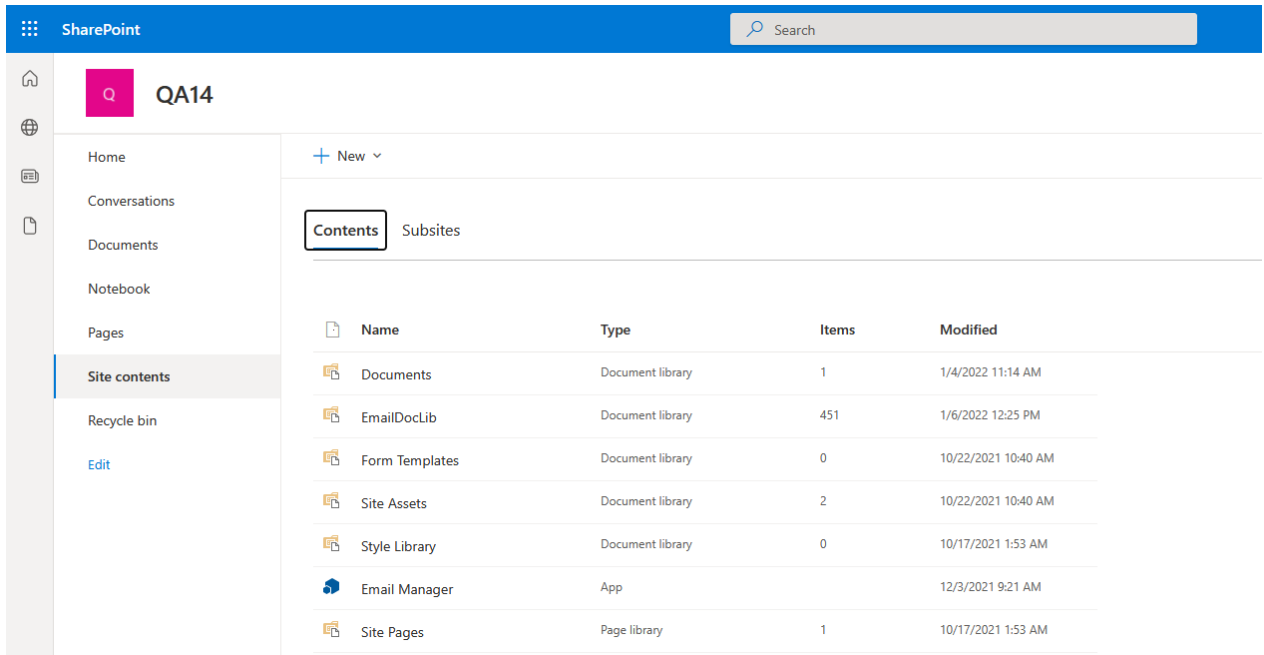 SharePoint
Search
Q
QA14
Home
Conversations
Documents
Notebook
Pages
Site contents
Recycle bin
Edit
New
Contents Subsites
Name Type Items Modified
Documents Document library 1 1/4/2022 11:14 AM
EmailDocLib Document library 451 1/6/2022 12:25 PM
Form Templates Document library 0 10/22/2021 10:40 AM
Site Assets Document library 2 10/22/2021 10:40 AM
Style Library Document library 0 10/17/2021 1:53 AM
Email Manager App 12/3/2021 9:21 AM
Site Pages Page library 1 10/17/2021 1:53 AM